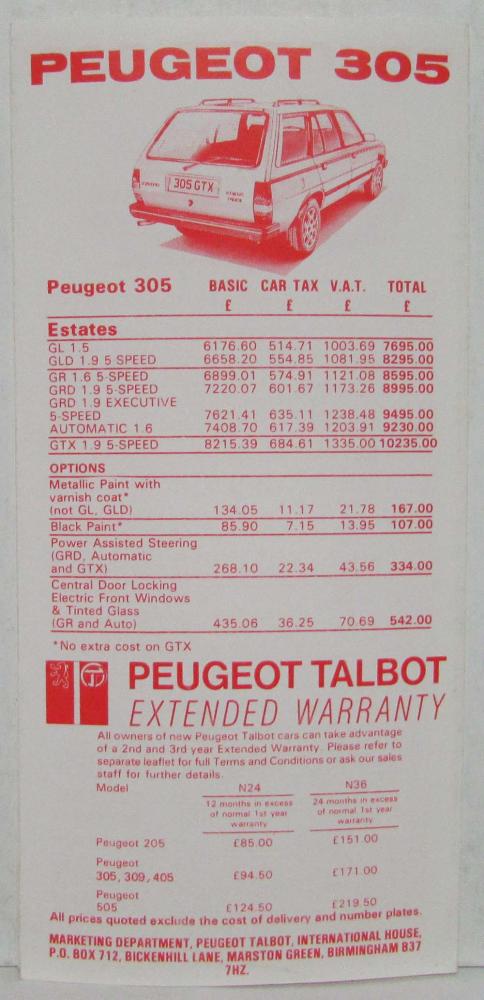 PEUGEOT 305
305 GTX
Peugeot 305 BASIC CAR TAX V.A.T. TOTAL
£ £ £ £
Estates
GL 1.5 6176.60 514.71 1003.69 7695.00
GLD 1.9 5 SPEED 6658.20 554.85 1081.95 8295.00
GR 1.6 5-SPEED 6899.01 574.91 1121.08 8595.00
GRD 1.9 5-SPEED 7220.07 601.67 1173.26 8995.00
GRD 1.9 EXECUTIVE
5-SPEED 7621.41 635.11 1238.48 9495.00
AUTOMATIC 1.6 7408.70 617.39 1203.91 9230.00
GTX 1.9 5-SPEED 8215.39 684.61 1335.00 10235.00
OPTIONS
Metallic Paint with
varnish coat*
(not GL, GLD) 134.05 11.17 21.78 167.00
Black Paint* 85.90 7.15 13.95 107.00
Power Assisted Steering
(GRD, Automatic
and GTX) 268.10 22.34 43.56 334.00
Central Door Locking
Electric Front Windows
& Tinted Glass
(GR and Auto) 435.06 36.25 70.69 542.00
*No extra cost on GTX
PEUGEOT TALBOT
EXTENDED WARRANTY
All owners of new Peugeot Talbot cars can take advantage
of a 2nd and 3rd year Extended Warranty. Please refer to
separate leaflet for full Terms and Conditions or ask our sales
staff for further details.
Model N24 N36
12 months in excess 24 months in excess
of normal 1st year of normal 1st year
warranty warranty
Peugeot 205 £85.00 £151.00
Peugeot
305, 309, 405 £94.50 £171.00
Peugeot
505 £124.50 £219.50
All prices quoted exclude the cost of delivery and number plates.
MARKETING DEPARTMENT, PEUGEOT TALBOT, INTERNATIONAL HOUSE,
P.O. BOX 712, BICKENHILL LANE, MARSTON GREEN, BIRMINGHAM B37
7HZ.